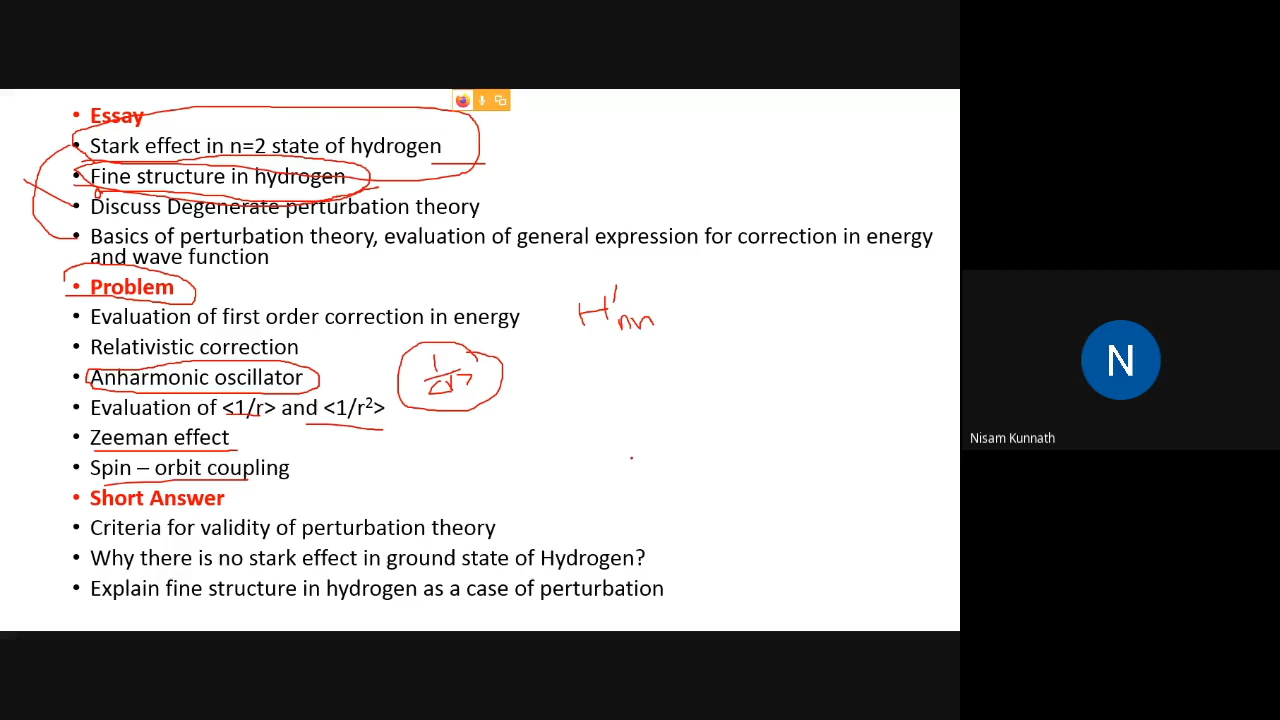 • Essay
• Stark effect in n=2 state of hydrogen
• Fine structure in hydrogen
• Discuss Degenerate perturbation theory
• Basics of perturbation theory, evaluation of general expression for correction in energy
and wave function
• Problem
• Evaluation of first order correction in energy
H'nn
• Relativistic correction
• Anharmonic oscillator
• Evaluation of <1/r> and <1/r²>
• Zeeman effect
• Spin – orbit coupling
• Short Answer
• Criteria for validity of perturbation theory
• Why there is no stark effect in ground state of Hydrogen?
• Explain fine structure in hydrogen as a case of perturbation
N
Nisam Kunnath